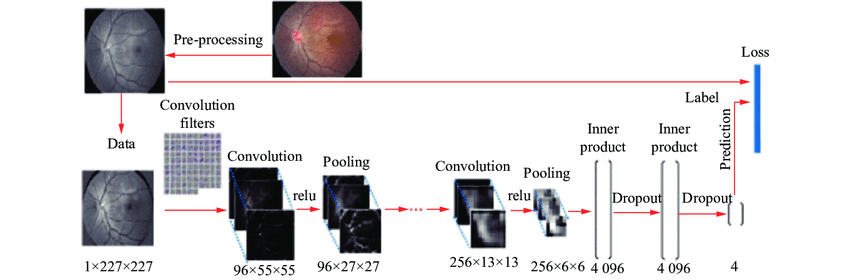 Pre-processing
Loss
Label
Convolution
filters
Data
Inner
product
Inner
product
Prediction
Convolution
Pooling
Convolution
Pooling
relu
relu
Dropout
Dropout
1×227×227
96×55×55
96×27×27
256×13×13
256×6×6
4 096
4 096
4